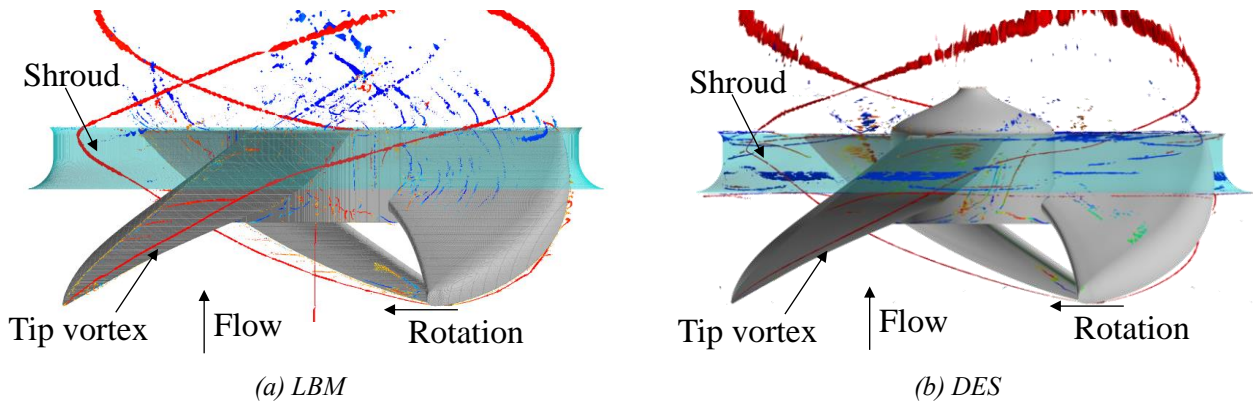 Shroud
Tip vortex
Flow
Rotation
(a) LBM
Shroud
Tip vortex
Flow
Rotation
(b) DES